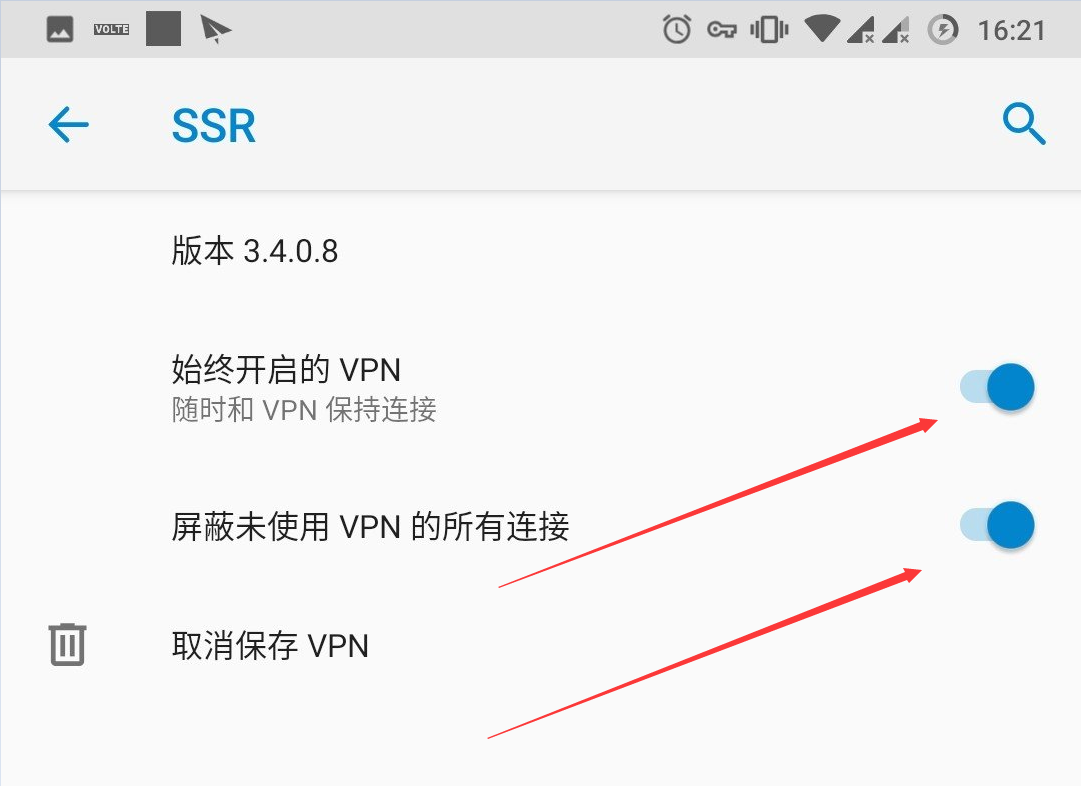 VOLTE
16:21
SSR
版本 3.4.0.8
始终开启的 VPN
随时和 VPN 保持连接
屏蔽未使用 VPN 的所有连接
取消保存 VPN